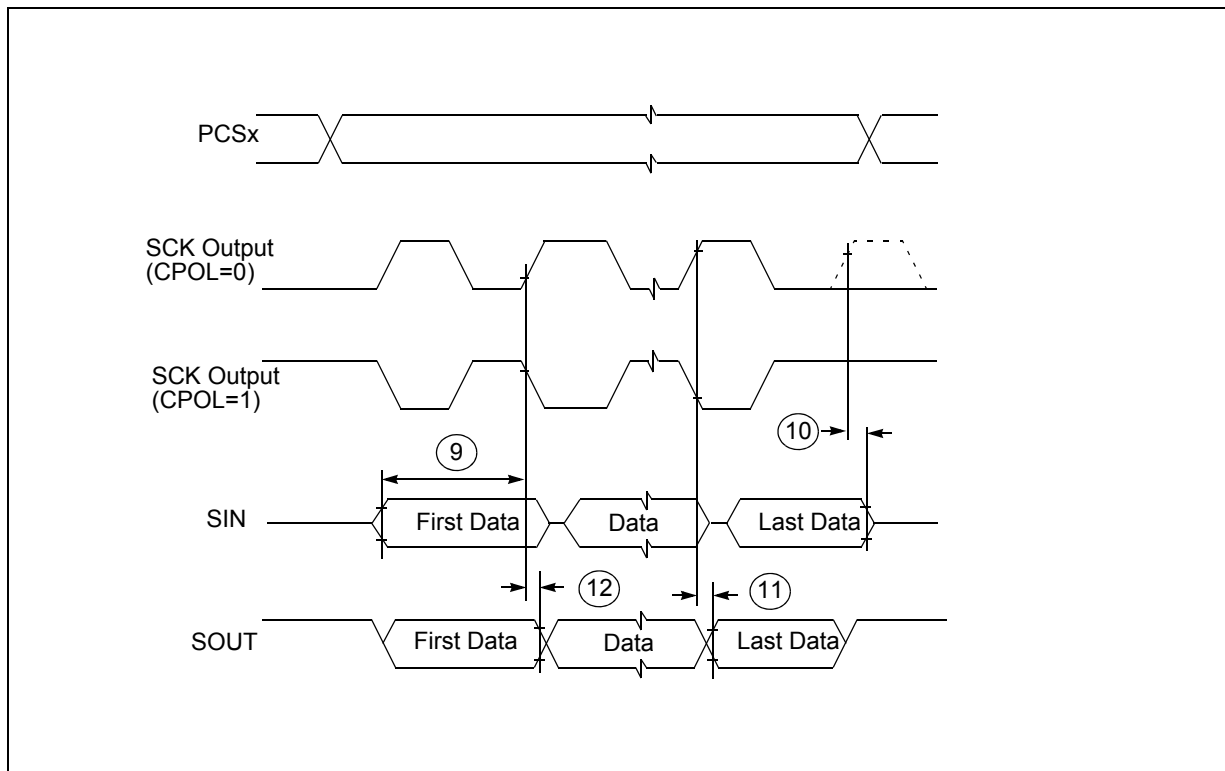 PCSx
SCK Output
(CPOL=0)
SCK Output
(CPOL=1)
10
9
SIN
First Data
Data
Last Data
12
11
SOUT
First Data
Data
Last Data